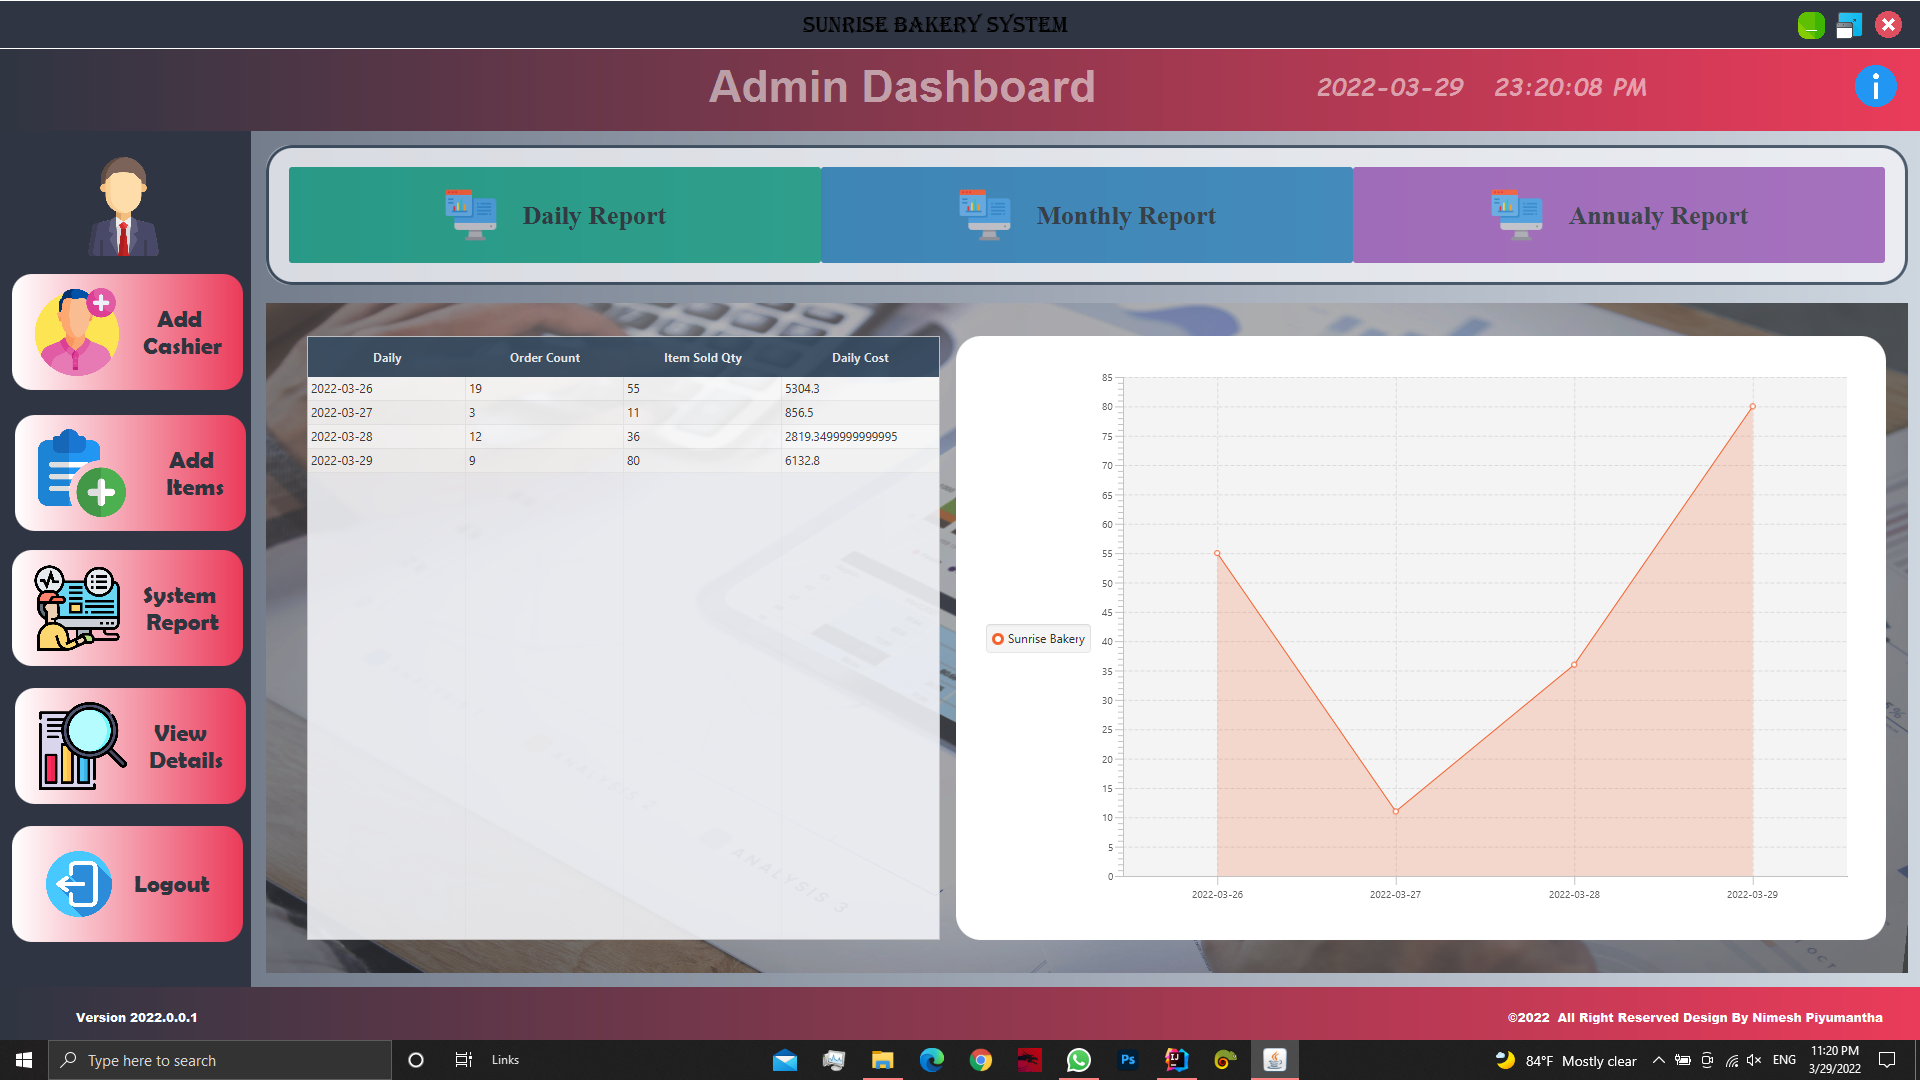 SUNRISE BAKERY SYSTEM
Admin Dashboard
2022-03-29 23:20:08 PM
Daily Report
Monthly Report
Annualy Report
Add
Cashier
Add
Items
System
Report
View
Details
Logout
Daily Order Count Item Sold Qty Daily Cost
2022-03-26 19 55 5304.3
2022-03-27 3 11 856.5
2022-03-28 12 36 2819.3499999999995
2022-03-29 9 80 6132.8
ANALYSIS 2
ANALYSIS 3
Sunrise Bakery
85
80
75
70
65
60
55
50
45
40
35
30
25
20
15
10
5
0
2022-03-26 2022-03-27 2022-03-28 2022-03-29
OCT
Version 2022.0.0.1
©2022 All Right Reserved Design By Nimesh Piyumantha
Type here to search
Links
Ps
84°F Mostly clear
ENG
11:20 PM
3/29/2022